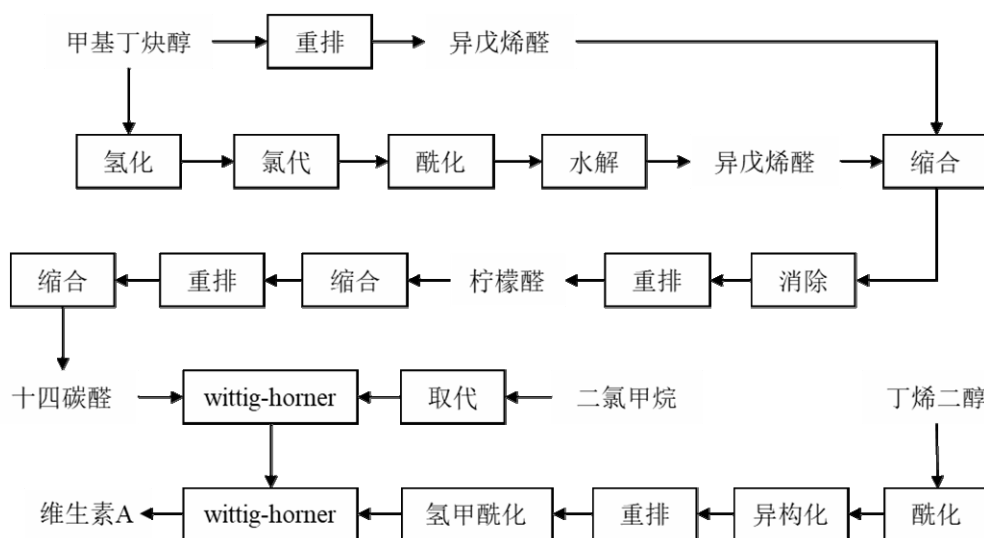 甲基丁炔醇 重排 异戊烯醛
氢化 氯代 酰化 水解 异戊烯醛 缩合
缩合 重排 缩合 柠檬醛 重排 消除
十四碳醛 wittig-horner 取代 二氯甲烷 丁烯二醇
维生素A wittig-horner 氢甲酰化 重排 异构化 酰化